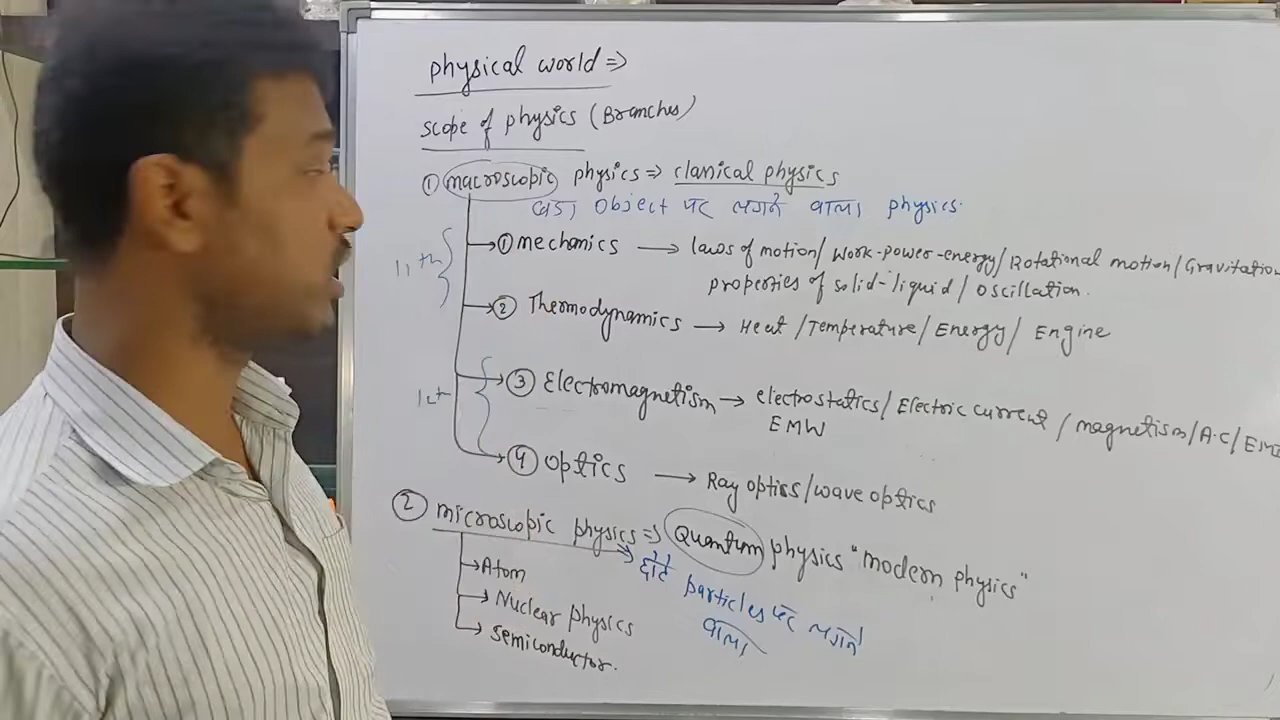 physical world ⇒
scope of physics (Branches)
① macroscopic physics ⇒ classical physics
बड़ा object पर लगने वाला physics.
11th
→ ① mechanics → laws of motion/ Work-power-energy/ Rotational motion/ Gravitation
properties of solid-liquid/ oscillation.
→ ② Thermodynamics → Heat / Temperature/ Energy/ Engine
12th
→ ③ Electromagnetism → electrostatics/ Electric current / magnetism/ A.C/
EMW
→ ④ optics → Ray optics/ wave optics
② microscopic physics ⇒ Quantum physics "modern physics"
छोटे particles पर लगने
वाला
→ Atom
→ Nuclear physics
→ semiconductor.